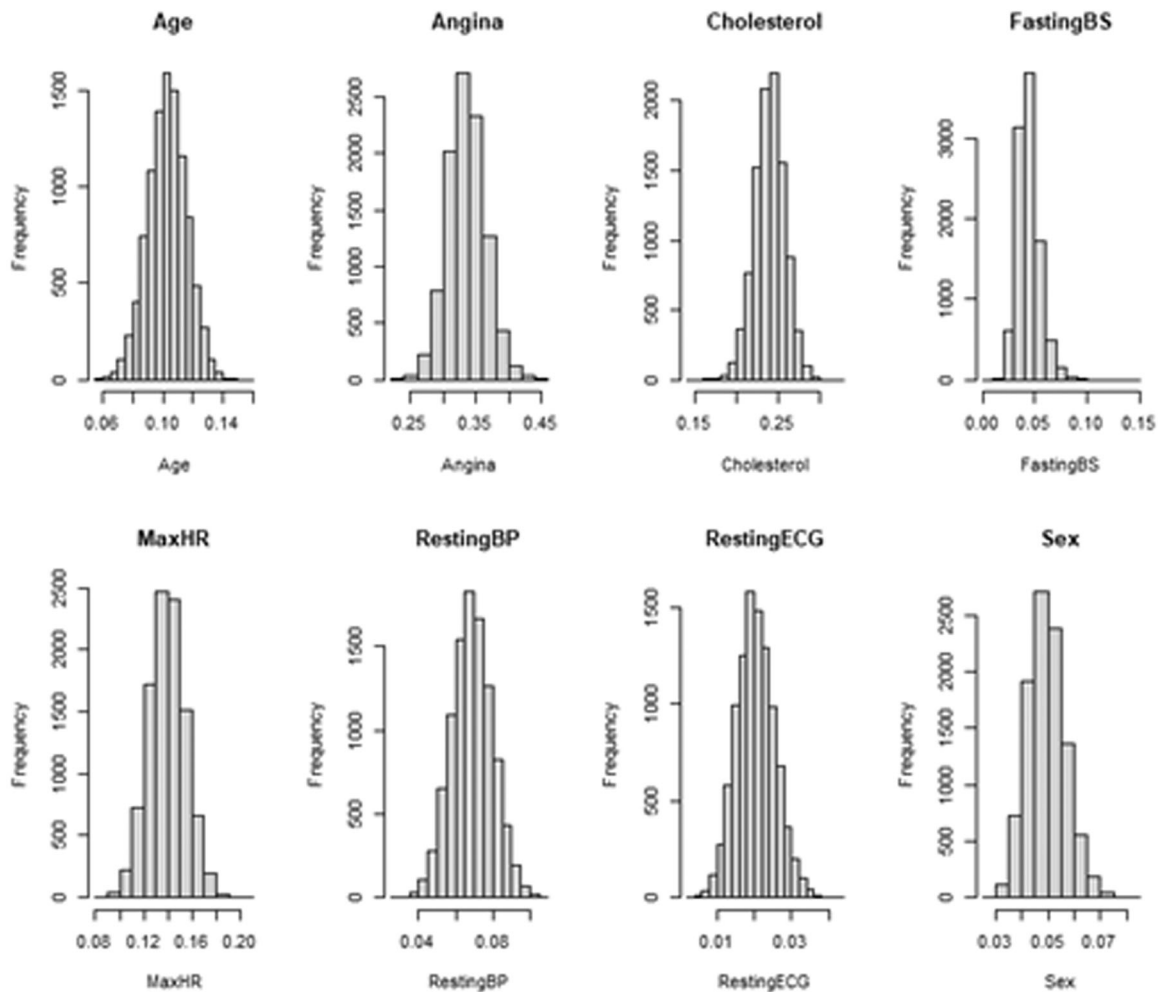 Age Angina Cholesterol FastingBS
Frequency Frequency Frequency Frequency
0 500 1000 1500
0 500 1000 1500 2000 2500
0 500 1000 1500 2000
0 1000 2000 3000
0.06 0.10 0.14
0.25 0.35 0.45
0.15 0.25
0.00 0.05 0.10 0.15
Age Angina Cholesterol FastingBS
MaxHR RestingBP RestingECG Sex
Frequency Frequency Frequency Frequency
0 500 1000 1500 2000 2500
0 500 1000 1500
0 500 1000 1500
0 500 1000 1500 2000 2500
0.08 0.12 0.16 0.20
0.04 0.08
0.01 0.03
0.03 0.05 0.07
MaxHR RestingBP RestingECG Sex